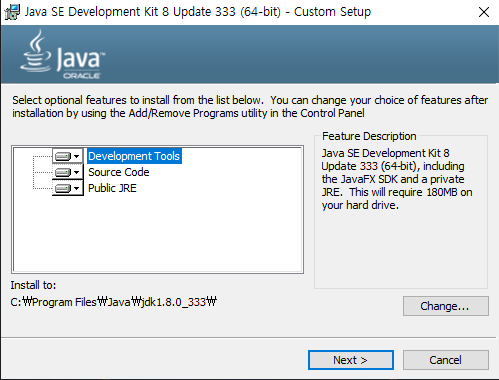 Java SE Development Kit 8 Update 333 (64-bit) - Custom Setup
Java
ORACLE
Select optional features to install from the list below. You can change your choice of features after
installation by using the Add/Remove Programs utility in the Control Panel
Development Tools
Source Code
Public JRE
Feature Description
Java SE Development Kit 8
Update 333 (64-bit), including
the JavaFX SDK and a private
JRE. This will require 180MB on
your hard drive.
Install to:
C:₩Program Files₩Java₩jdk1.8.0_333₩
Change...
Next >
Cancel